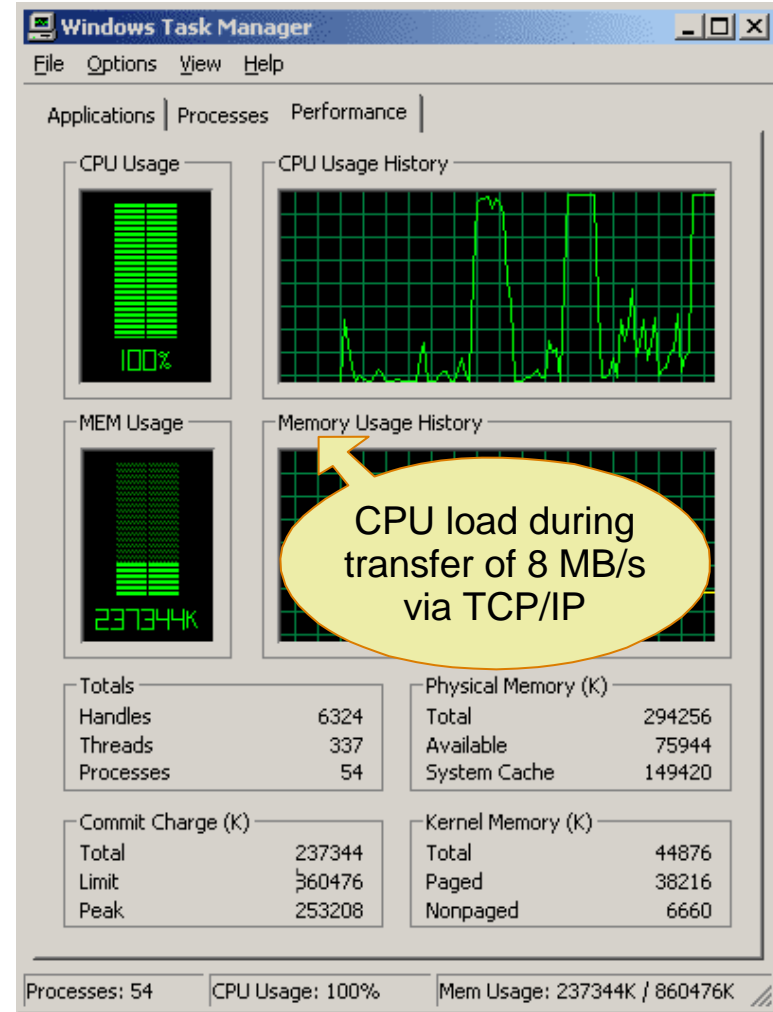 Windows Task Manager
File Options View Help
Applications Processes Performance
CPU Usage
CPU Usage History
100%
MEM Usage
Memory Usage History
237344K
CPU load during
transfer of 8 MB/s
via TCP/IP
Totals
Handles 6324
Threads 337
Processes 54
Physical Memory (K)
Total 294256
Available 75944
System Cache 149420
Commit Charge (K)
Total 237344
Limit 860476
Peak 253208
Kernel Memory (K)
Total 44876
Paged 38216
Nonpaged 6660
Processes: 54 CPU Usage: 100% Mem Usage: 237344K / 860476K